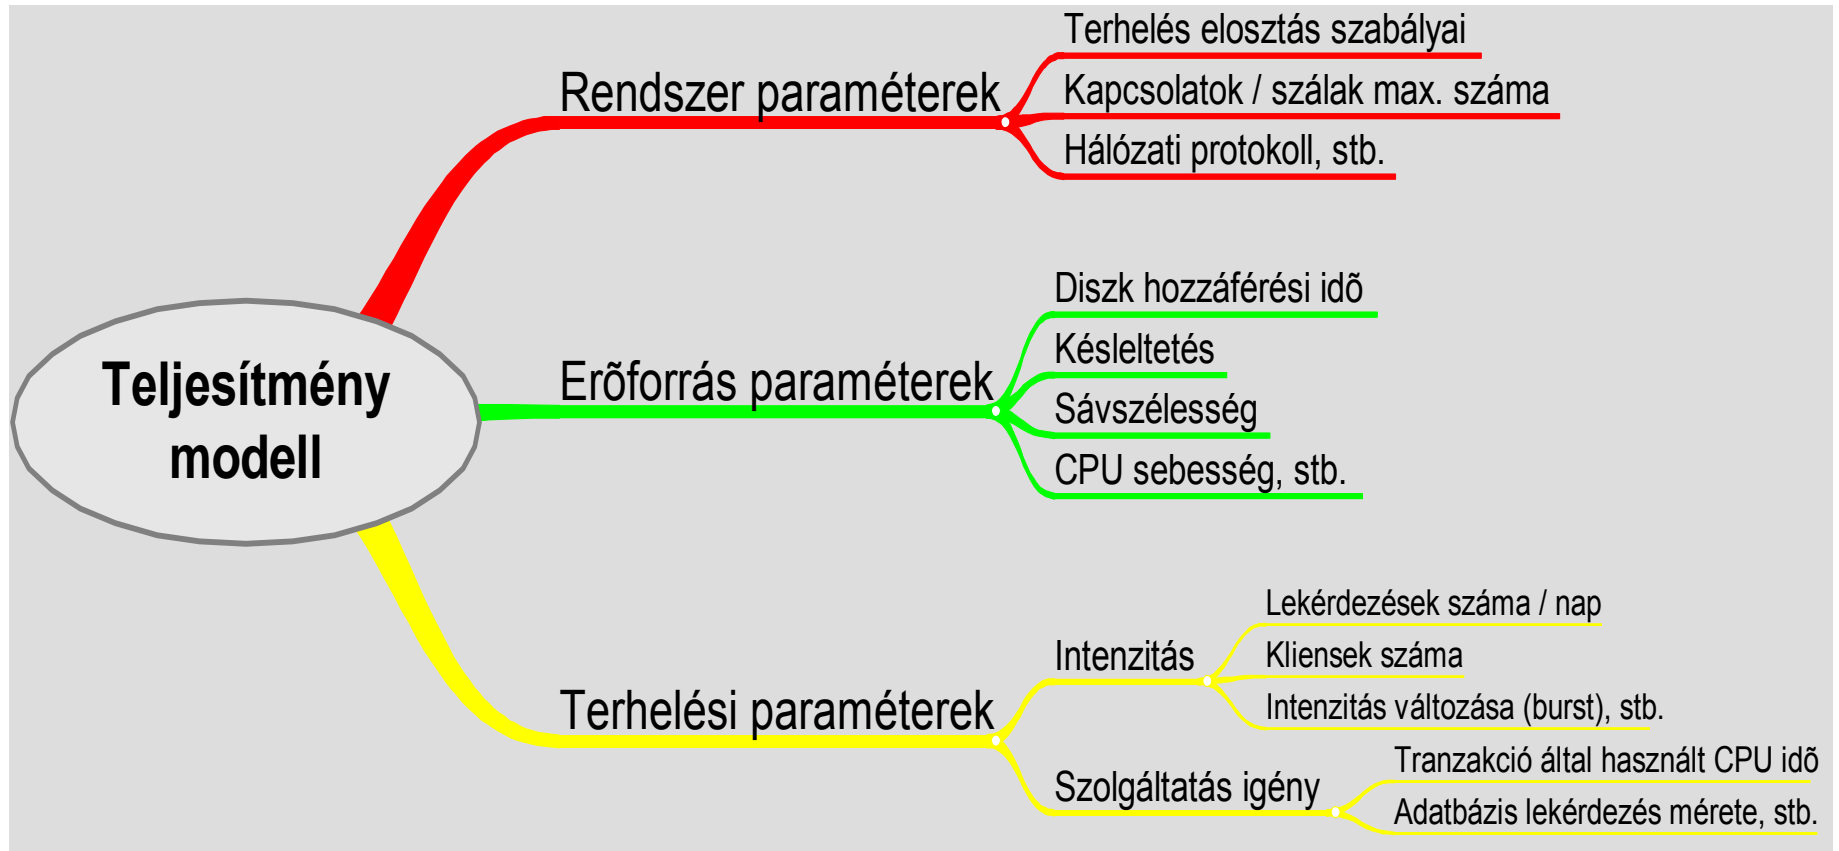 Teljesítmény
modell
Rendszer paraméterek
Terhelés elosztás szabályai
Kapcsolatok / szálak max. száma
Hálózati protokoll, stb.
Erõforrás paraméterek
Diszk hozzáférési idõ
Késleltetés
Sávszélesség
CPU sebesség, stb.
Terhelési paraméterek
Intenzitás
Lekérdezések száma / nap
Kliensek száma
Intenzitás változása (burst), stb.
Szolgáltatás igény
Tranzakció által használt CPU idõ
Adatbázis lekérdezés mérete, stb.